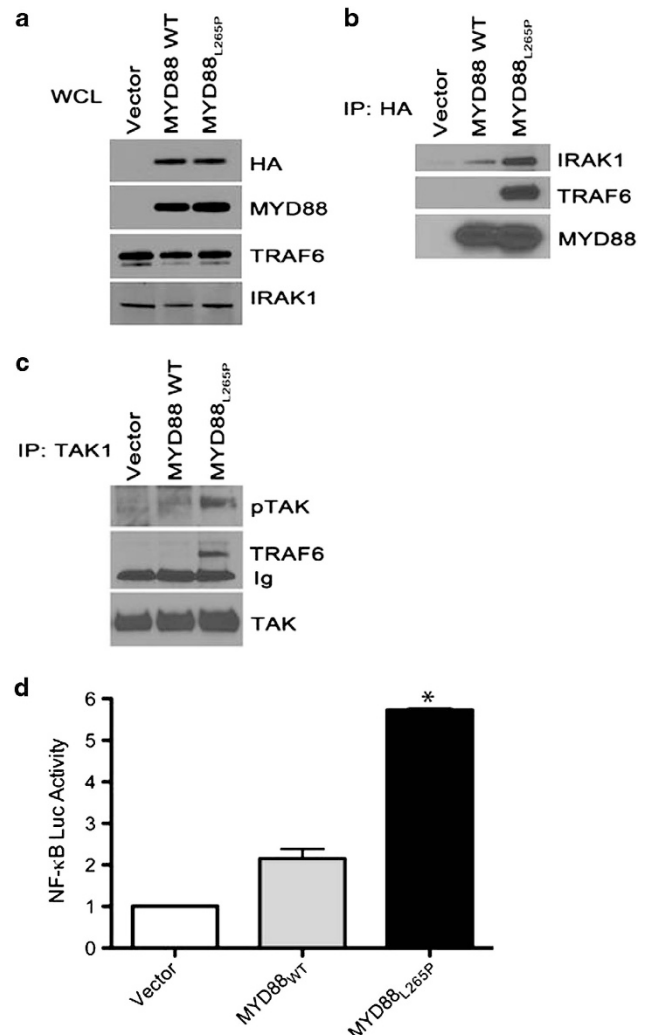 a
WCL
Vector
MYD88 WT
MYD88L265P
HA
MYD88
TRAF6
IRAK1
b
IP: HA
Vector
MYD88 WT
MYD88L265P
IRAK1
TRAF6
MYD88
c
IP: TAK1
Vector
MYD88 WT
MYD88L265P
pTAK
TRAF6
Ig
TAK
d
NF-κB Luc Activity
6
5
4
3
2
1
0
*
Vector
MYD88WT
MYD88L265P